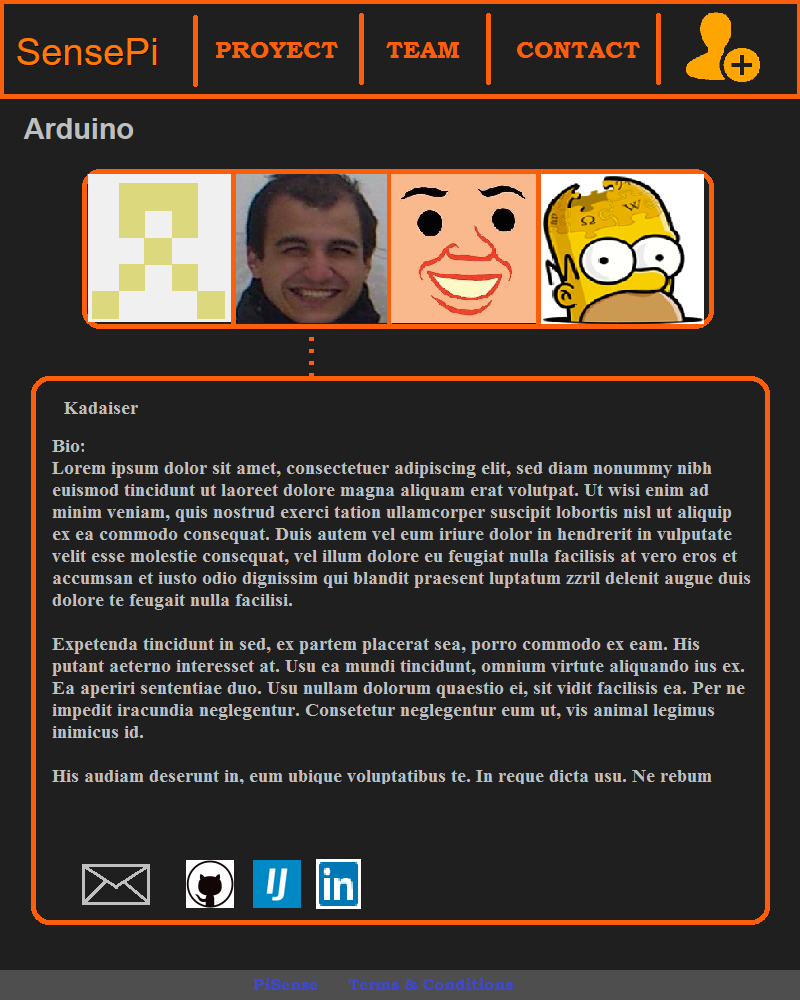 SensePi
PROYECT
TEAM
CONTACT
Arduino
Ω W
Kadaiser
Bio:
Lorem ipsum dolor sit amet, consectetuer adipiscing elit, sed diam nonummy nibh
euismod tincidunt ut laoreet dolore magna aliquam erat volutpat. Ut wisi enim ad
minim veniam, quis nostrud exerci tation ullamcorper suscipit lobortis nisl ut aliquip
ex ea commodo consequat. Duis autem vel eum iriure dolor in hendrerit in vulputate
velit esse molestie consequat, vel illum dolore eu feugiat nulla facilisis at vero eros et
accumsan et iusto odio dignissim qui blandit praesent luptatum zzril delenit augue duis
dolore te feugait nulla facilisi.
Expetenda tincidunt in sed, ex partem placerat sea, porro commodo ex eam. His
putant aeterno interesset at. Usu ea mundi tincidunt, omnium virtute aliquando ius ex.
Ea aperiri sententiae duo. Usu nullam dolorum quaestio ei, sit vidit facilisis ea. Per ne
impedit iracundia neglegentur. Consetetur neglegentur eum ut, vis animal legimus
inimicus id.
His audiam deserunt in, eum ubique voluptatibus te. In reque dicta usu. Ne rebum
IJ
in
PiSense
Terms & Conditions